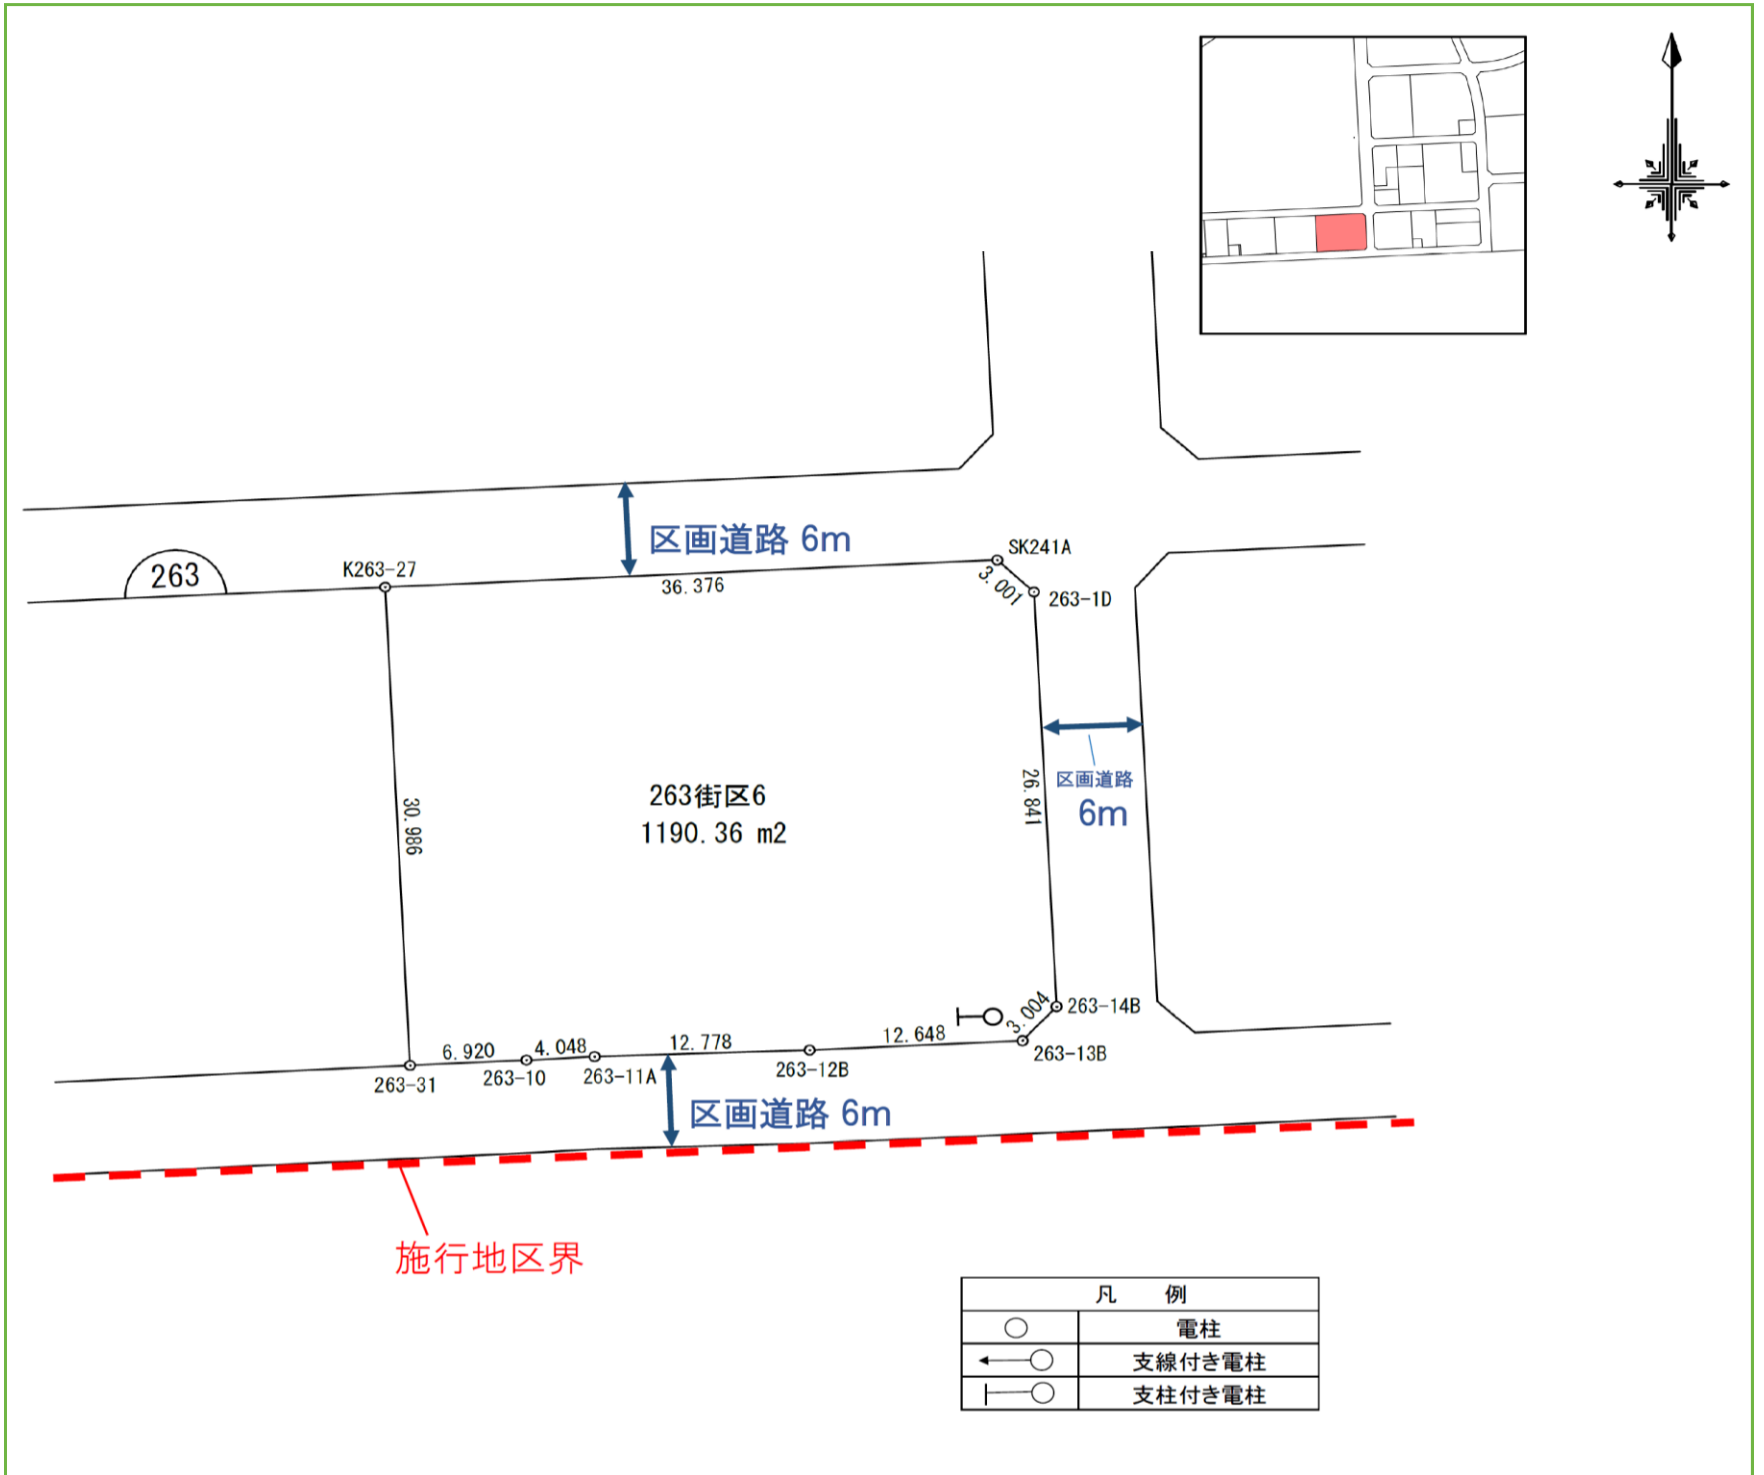 区画道路 6m
263
K263-27
SK241A
36.376
3.001
263-1D
区画道路
6m
26.841
30.986
263街区6
1190.36 m2
3.004
263-14B
6.920
4.048
12.778
12.648
263-13B
263-31
263-10
263-11A
263-12B
区画道路 6m
施行地区界
凡 例
電柱
支線付き電柱
支柱付き電柱